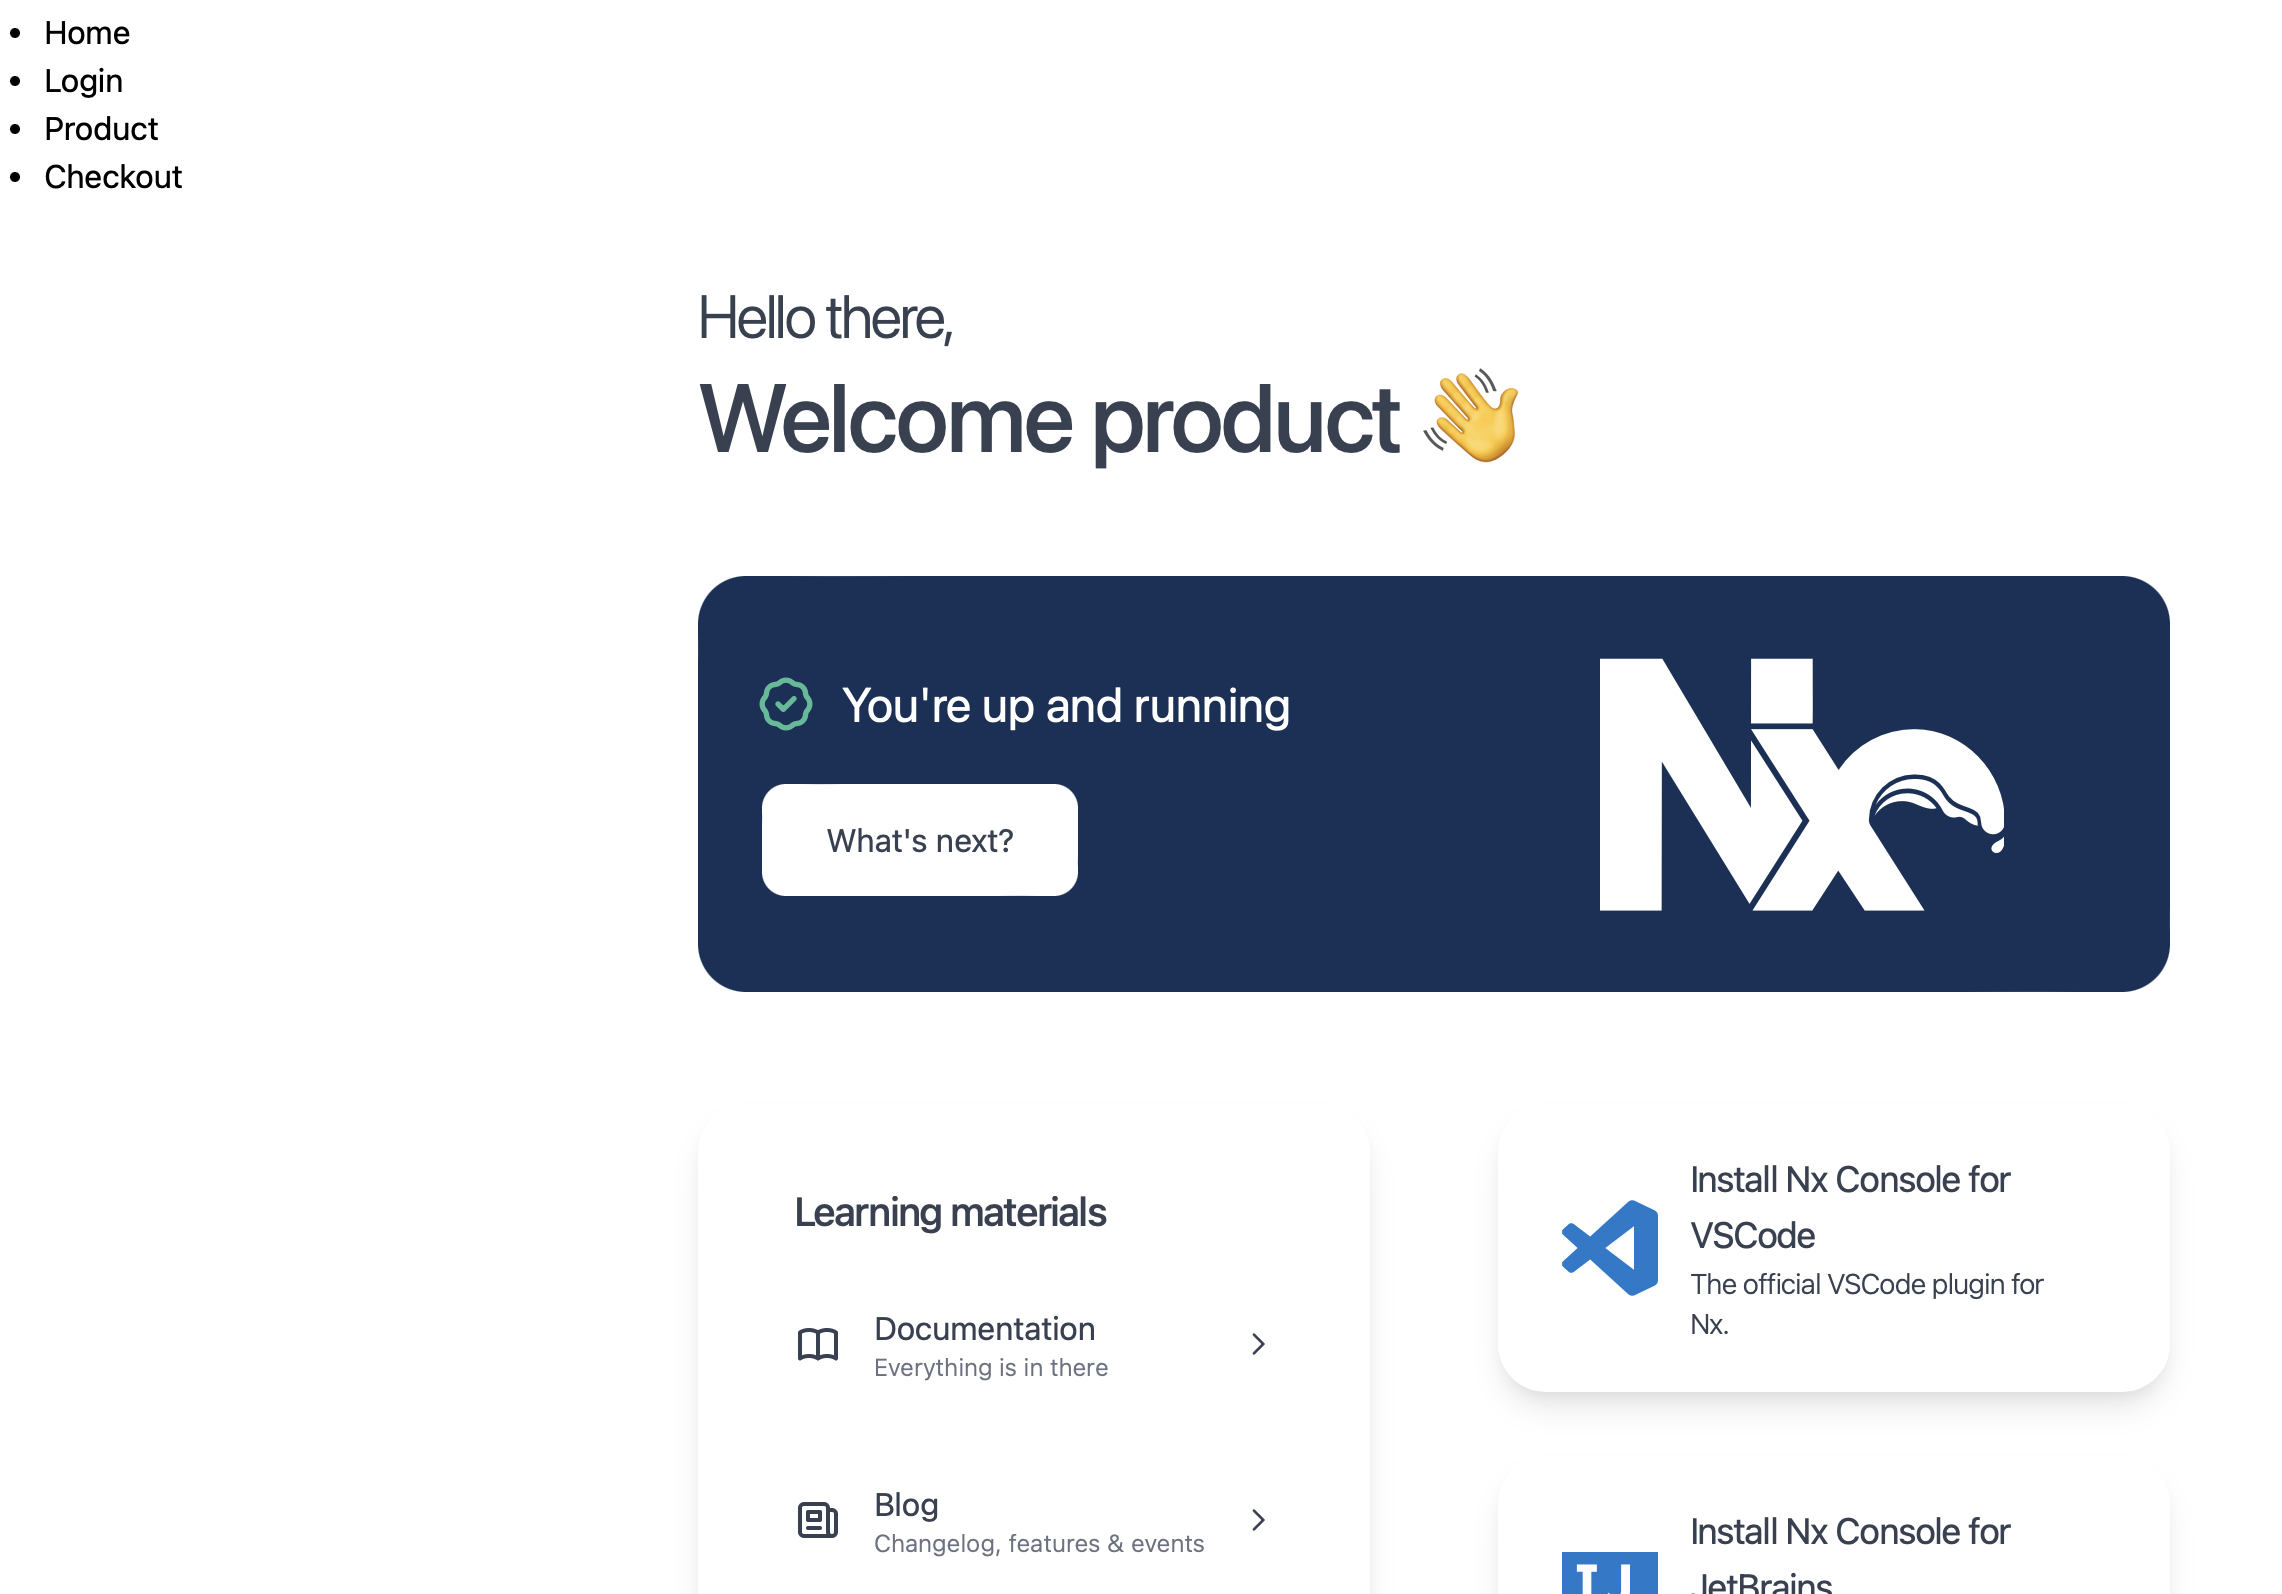 Home
Login
Product
Checkout
Hello there,
Welcome product 👋
You're up and running
What's next?
Nx
Learning materials
Documentation
Everything is in there
Blog
Changelog, features & events
Install Nx Console for
VSCode
The official VSCode plugin for
Nx.
Install Nx Console for
JetBrains
IJ